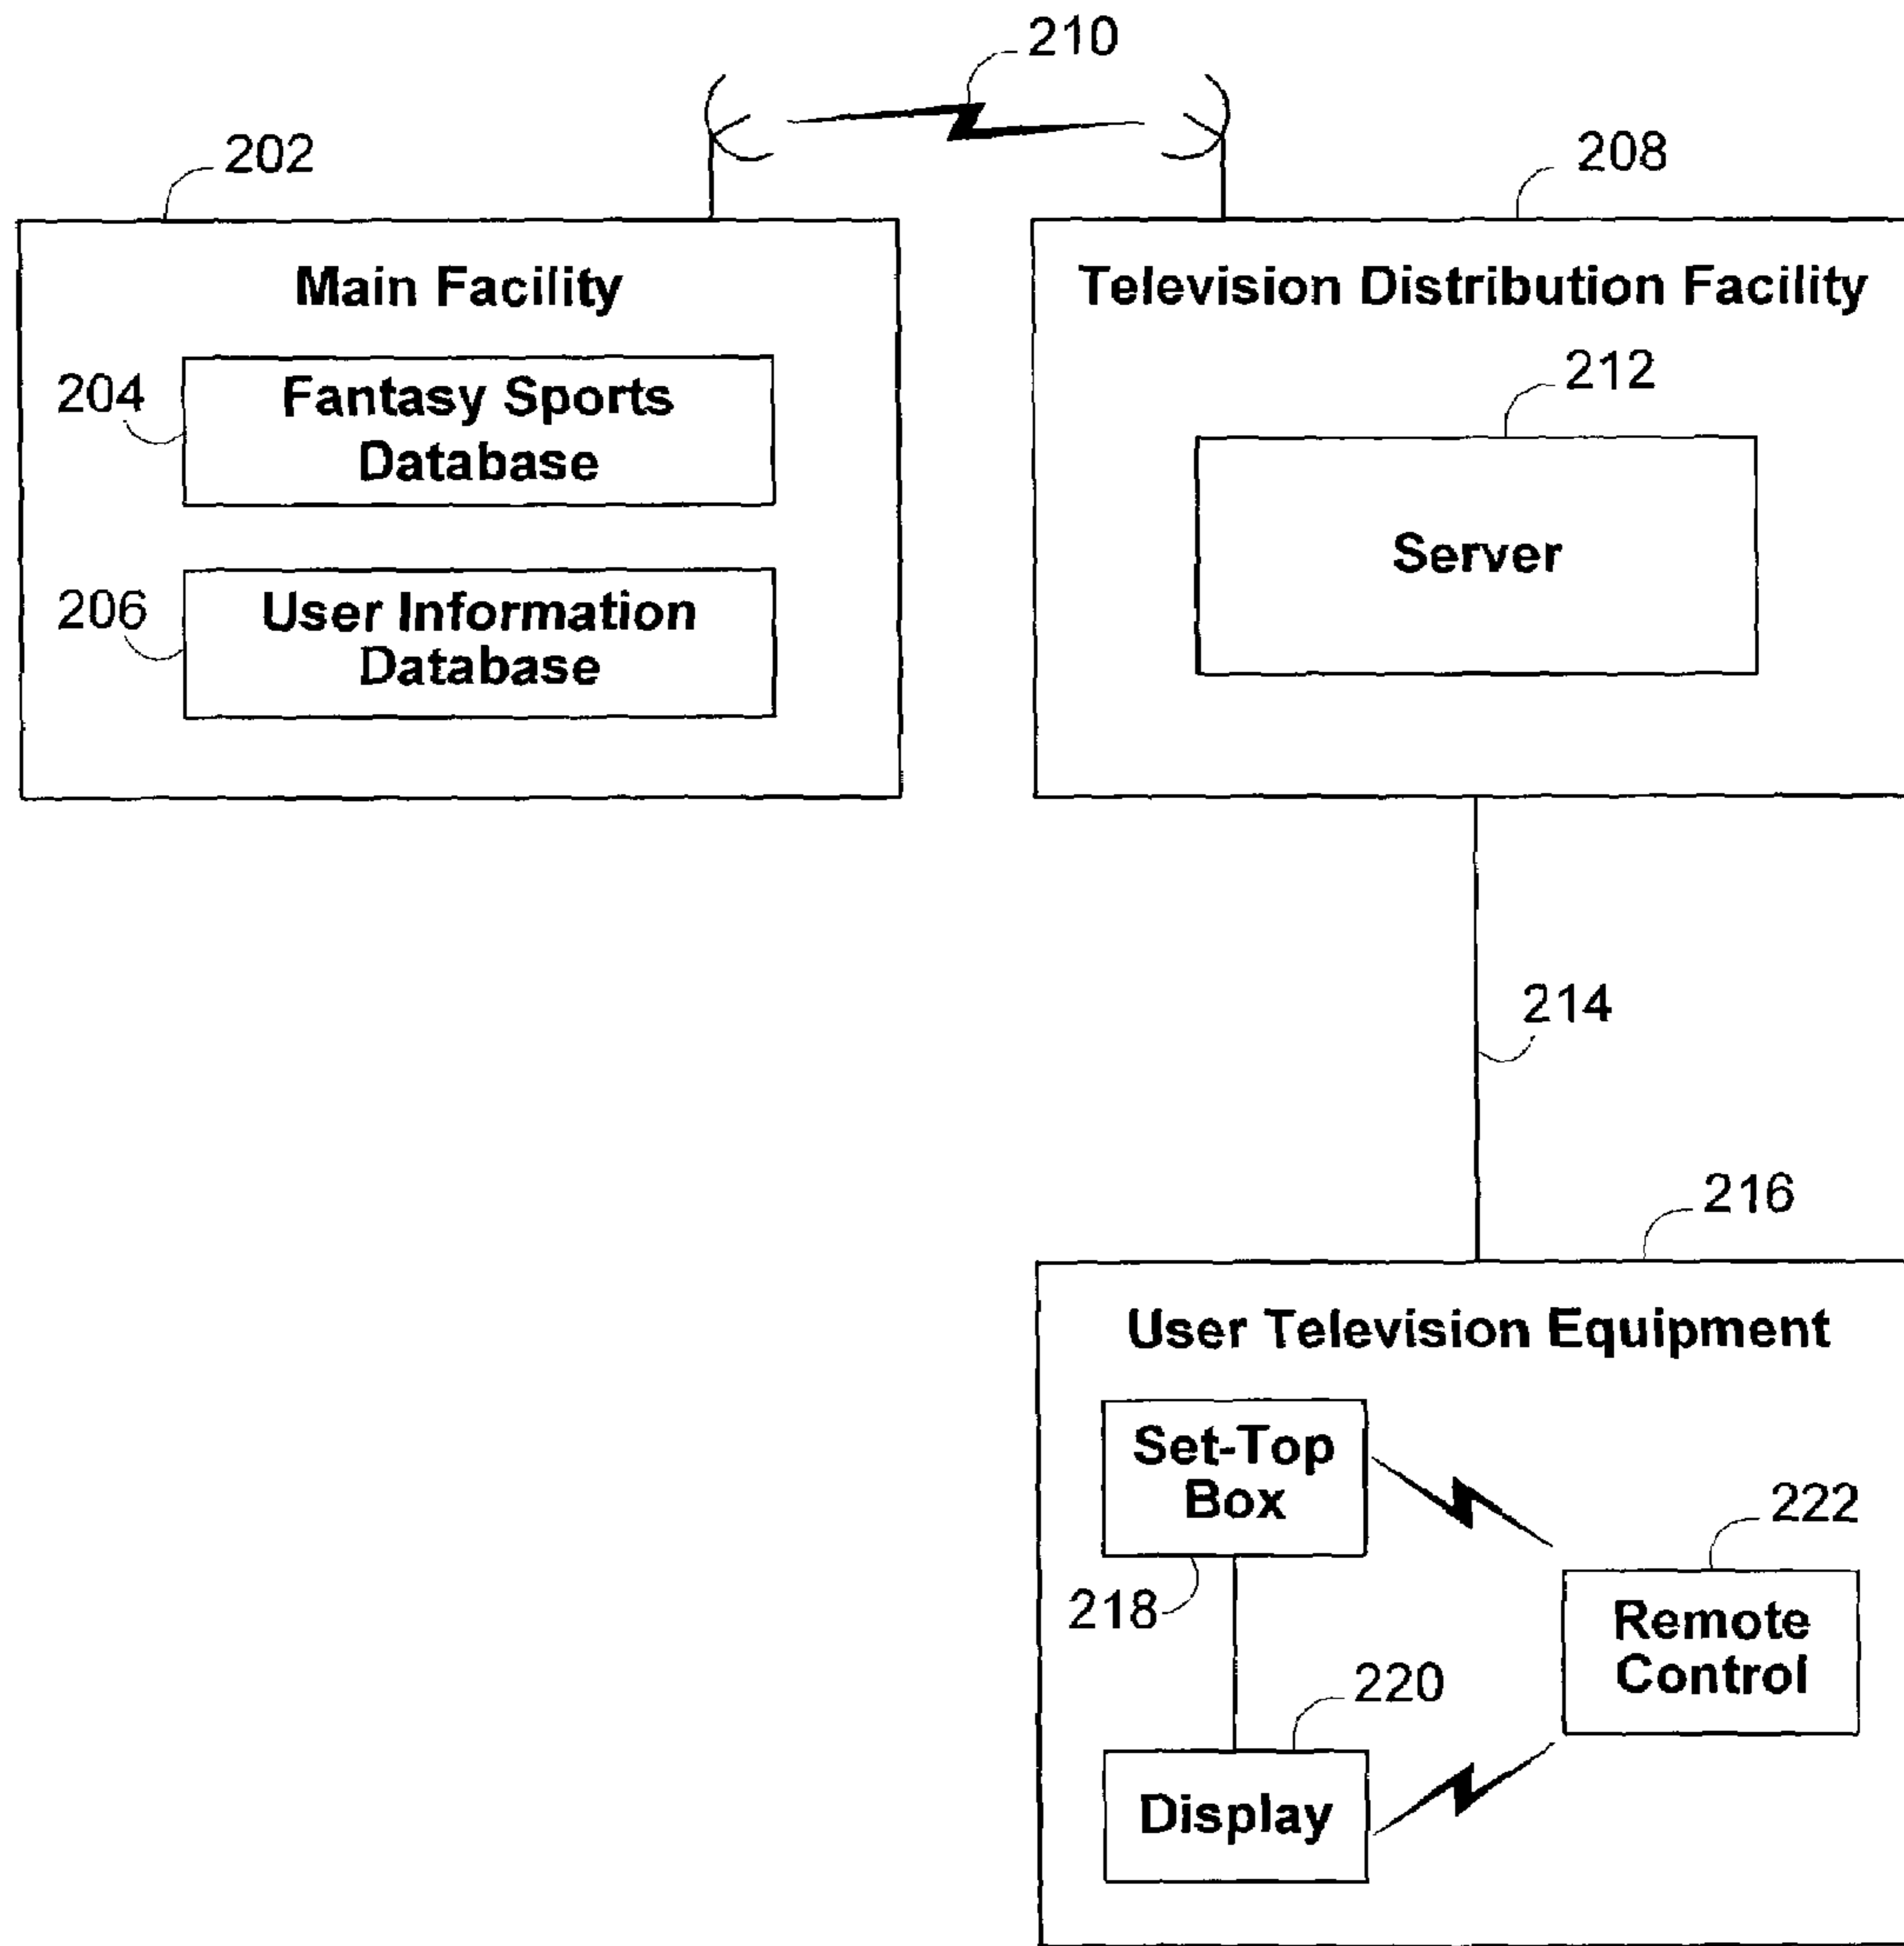 210
202
208
Main Facility
Television Distribution Facility
204
Fantasy Sports
Database
212
Server
206
User Information
Database
214
216
User Television Equipment
Set-Top
Box
218
222
Remote
Control
220
Display